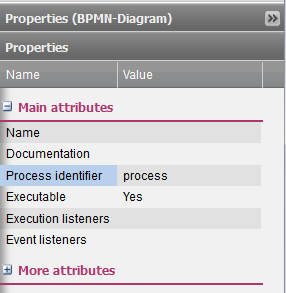 Properties (BPMN-Diagram)
Properties
Name Value
Main attributes
Name
Documentation
Process identifier process
Executable Yes
Execution listeners
Event listeners
More attributes